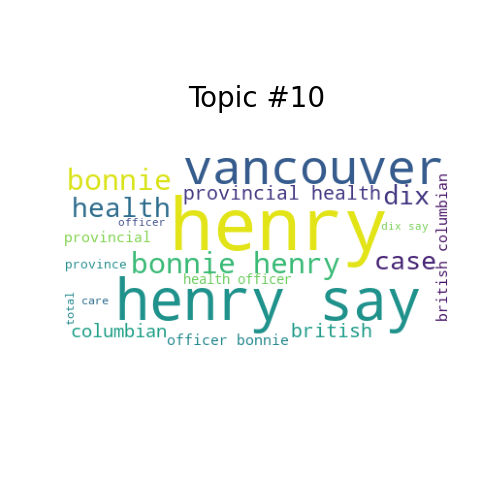 Topic #10
vancouver
bonnie
provincial health
dix
health
henry
officer
dix say
provincial
british columbian
province
bonnie henry
case
health officer
henry say
total
care
columbian
officer bonnie
british